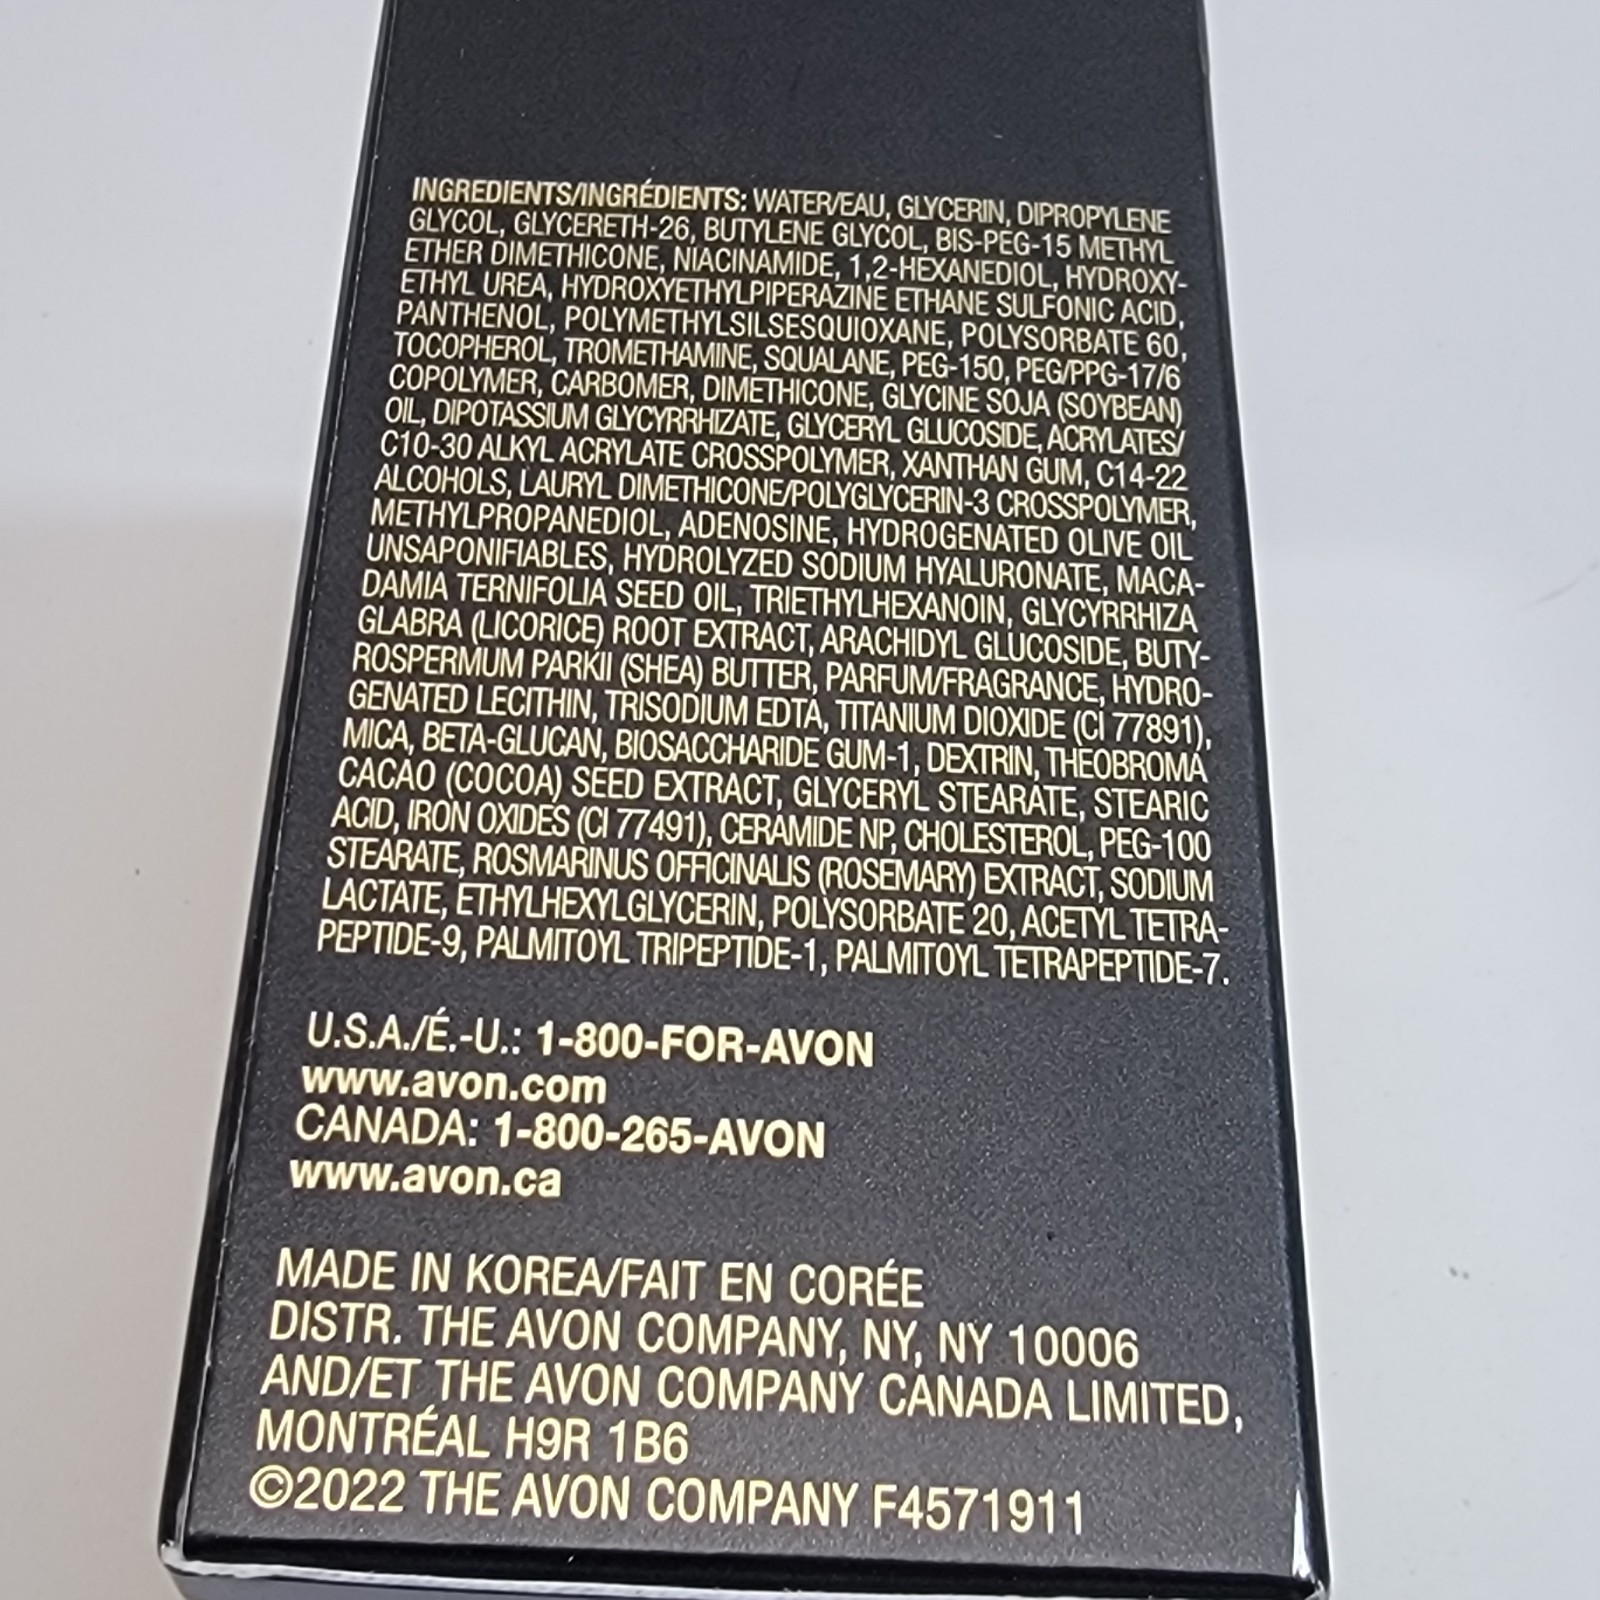 INGREDIENTS/INGRÉDIENTS: WATER/EAU, GLYCERIN, DIPROPYLENE
GLYCOL, GLYCERETH-26, BUTYLENE GLYCOL, BIS-PEG-15 METHYL
ETHER DIMETHICONE, NIACINAMIDE, 1,2-HEXANEDIOL, HYDROXY-
ETHYL UREA, HYDROXYETHYLPIPERAZINE ETHANE SULFONIC ACID,
PANTHENOL, POLYMETHYLSILSESQUIOXANE, POLYSORBATE 60,
TOCOPHEROL, TROMETHAMINE, SQUALANE, PEG-150, PEG/PPG-17/6
COPOLYMER, CARBOMER, DIMETHICONE, GLYCINE SOJA (SOYBEAN)
OIL, DIPOTASSIUM GLYCYRRHIZATE, GLYCERYL GLUCOSIDE, ACRYLATES/
C10-30 ALKYL ACRYLATE CROSSPOLYMER, XANTHAN GUM, C14-22
ALCOHOLS, LAURYL DIMETHICONE/POLYGLYCERIN-3 CROSSPOLYMER,
METHYLPROPANEDIOL, ADENOSINE, HYDROGENATED OLIVE OIL
UNSAPONIFIABLES, HYDROLYZED SODIUM HYALURONATE, MACA-
DAMIA TERNIFOLIA SEED OIL, TRIETHYLHEXANOIN, GLYCYRRHIZA
GLABRA (LICORICE) ROOT EXTRACT, ARACHIDYL GLUCOSIDE, BUTY-
ROSPERMUM PARKII (SHEA) BUTTER, PARFUM/FRAGRANCE, HYDRO-
GENATED LECITHIN, TRISODIUM EDTA, TITANIUM DIOXIDE (CI 77891),
MICA, BETA-GLUCAN, BIOSACCHARIDE GUM-1, DEXTRIN, THEOBROMA
CACAO (COCOA) SEED EXTRACT, GLYCERYL STEARATE, STEARIC
ACID, IRON OXIDES (CI 77491), CERAMIDE NP, CHOLESTEROL, PEG-100
STEARATE, ROSMARINUS OFFICINALIS (ROSEMARY) EXTRACT, SODIUM
LACTATE, ETHYLHEXYLGLYCERIN, POLYSORBATE 20, ACETYL TETRA-
PEPTIDE-9, PALMITOYL TRIPEPTIDE-1, PALMITOYL TETRAPEPTIDE-7.
U.S.A./É.-U.: 1-800-FOR-AVON
www.avon.com
CANADA: 1-800-265-AVON
www.avon.ca
MADE IN KOREA/FAIT EN CORÉE
DISTR. THE AVON COMPANY, NY, NY 10006
AND/ET THE AVON COMPANY CANADA LIMITED,
MONTRÉAL H9R 1B6
©2022 THE AVON COMPANY F4571911